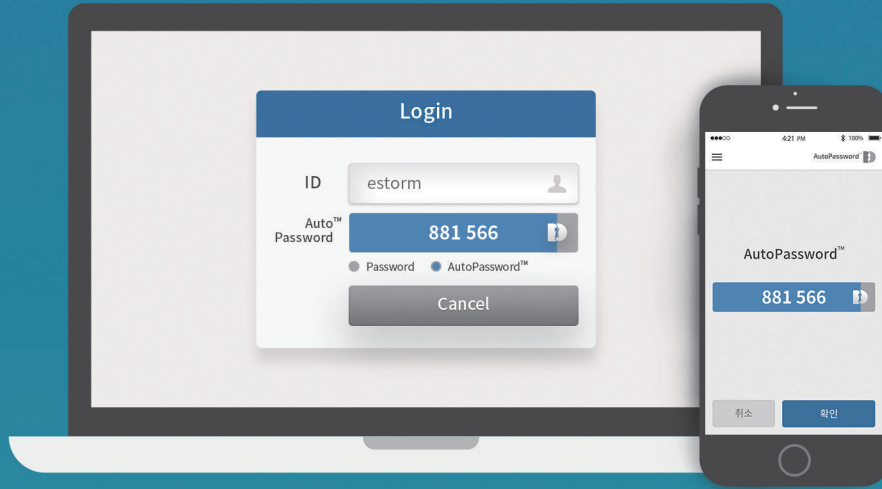 Login
ID
estorm
Auto™
Password
881 566
Password
AutoPassword™
Cancel
4:21 PM
100%
AutoPassword
AutoPassword™
881 566
취소
확인